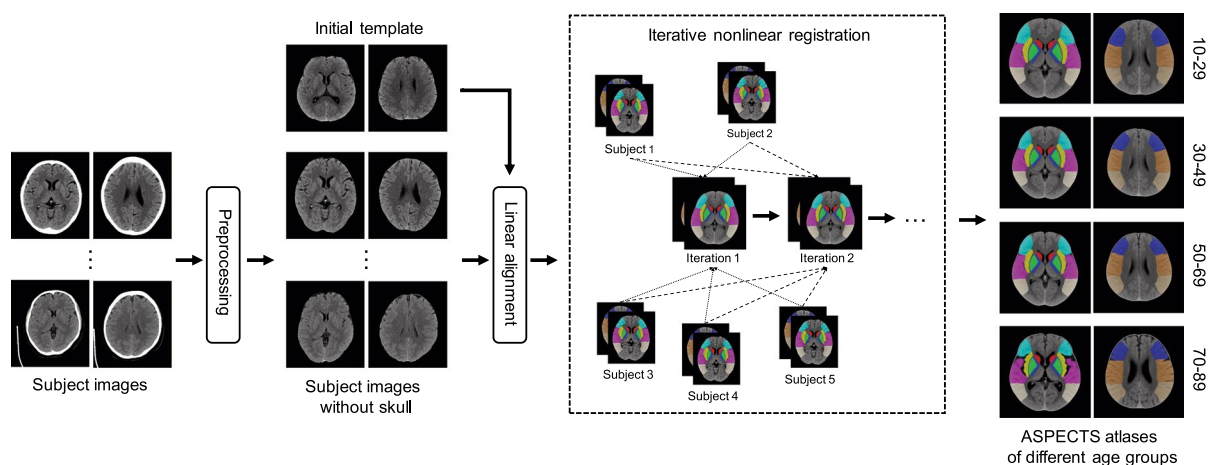 Initial template
Subject images
Preprocessing
Subject images
without skull
Linear alignment
Iterative nonlinear registration
Subject 1
Subject 2
Iteration 1
Iteration 2
...
Subject 3
Subject 4
Subject 5
10-29
30-49
50-69
70-89
ASPECTS atlases
of different age groups